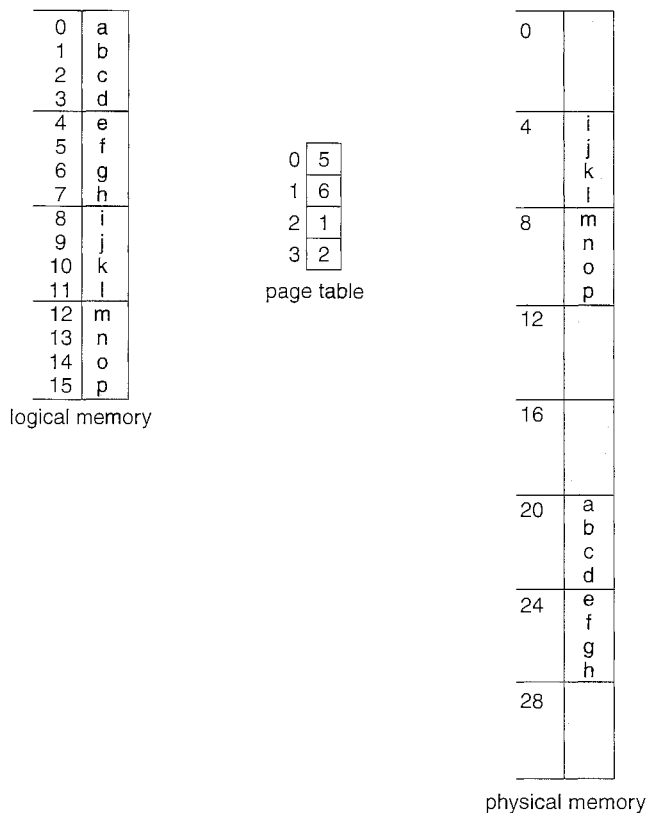 0 a
1 b
2 c
3 d
4 e
5 f
6 g
7 h
8 i
9 j
10 k
11 l
12 m
13 n
14 o
15 p
logical memory
0 5
1 6
2 1
3 2
page table
0
4 i
j
k
l
8 m
n
o
p
12
16
20 a
b
c
d
24 e
f
g
h
28
physical memory